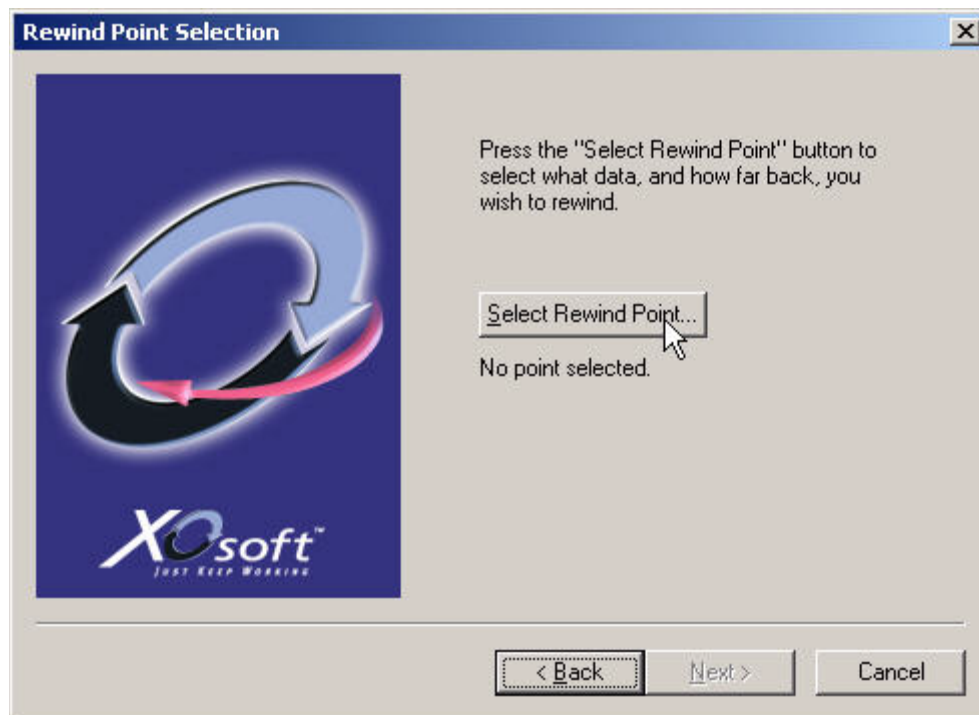 Rewind Point Selection
Press the "Select Rewind Point" button to
select what data, and how far back, you
wish to rewind.
Select Rewind Point...
No point selected.
XOsoft™
JUST KEEP WORKING
< Back
Next >
Cancel